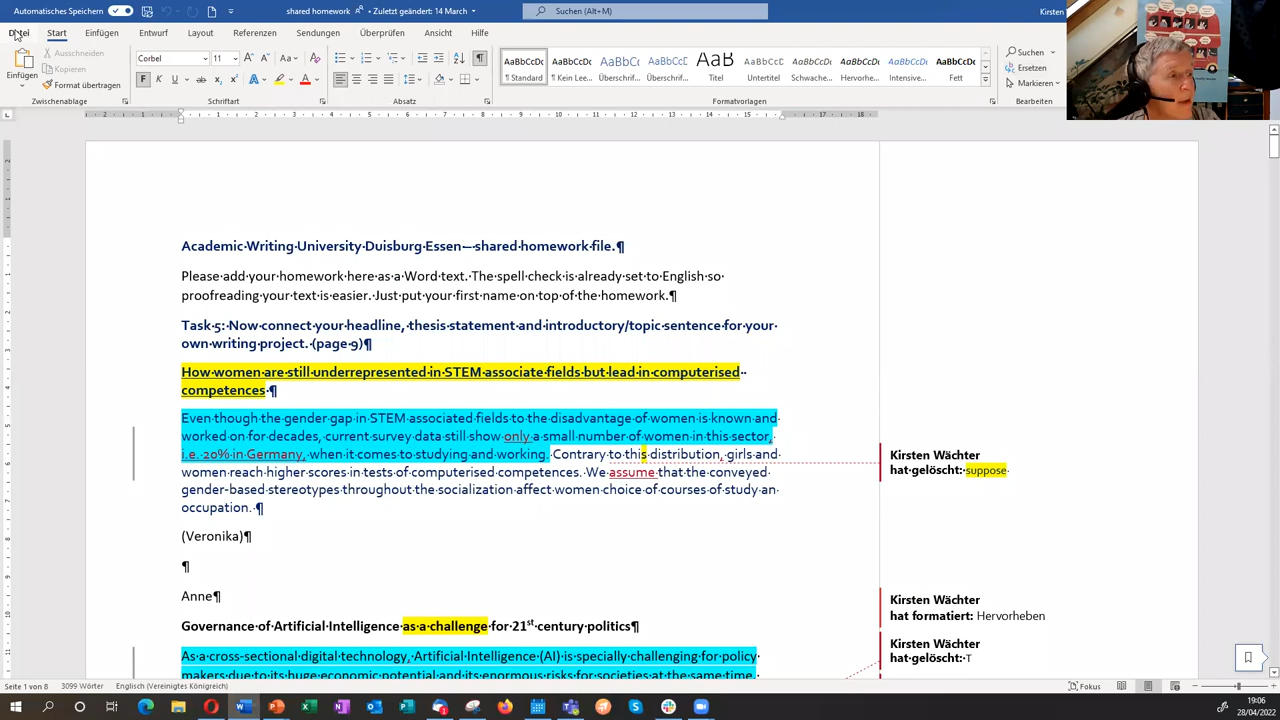 Automatisches Speichern
shared homework
• Zuletzt geändert: 14 March
Suchen (Alt+M)
Kirsten
Datei
Start
Einfügen
Entwurf
Layout
Referenzen
Sendungen
Überprüfen
Ansicht
Hilfe
Einfügen
Ausschneiden
Kopieren
Format übertragen
Zwischenablage
Corbel
11
Schriftart
Absatz
AaBbCcDc
¶ Standard
AaBbCcDc
¶ Kein Lee...
AaBbCc
Überschrif...
AaBbCcD
Überschrif...
AaB
Titel
AaBbCcD
Untertitel
AaBbCcDc
Schwache...
AaBbCcDc
Hervorhe...
AaBbCcDc
Intensive...
AaBbCcDc
Fett
Formatvorlagen
Suchen
Ersetzen
Markieren
Bearbeiten
Academic·Writing·University·Duisburg·Essen·–·shared·homework·file.¶
Please·add·your·homework·here·as·a·Word·text.·The·spell·check·is·already·set·to·English·so·
proofreading·your·text·is·easier.·Just·put·your·first·name·on·top·of·the·homework.¶
Task·5:·Now·connect·your·headline,·thesis·statement·and·introductory/topic·sentence·for·your·
own·writing·project.·(page·9)¶
How·women·are·still·underrepresented·in·STEM·associate·fields·but·lead·in·computerised··
competences·¶
Even·though·the·gender·gap·in·STEM·associated·fields·to·the·disadvantage·of·women·is·known·and·
worked·on·for·decades,·current·survey·data·still·show·only·a·small·number·of·women·in·this·sector,·
i.e.·20%·in·Germany,·when·it·comes·to·studying·and·working.·Contrary·to·this·distribution,·girls·and·
women·reach·higher·scores·in·tests·of·computerised·competences.·We·assume·that·the·conveyed·
gender-based·stereotypes·throughout·the·socialization·affect·women·choice·of·courses·of·study·an·
occupation.·¶
(Veronika)¶
¶
Anne¶
Governance·of·Artificial·Intelligence·as·a·challenge·for·21st·century·politics¶
As·a·cross-sectional·digital·technology,·Artificial·Intelligence·(AI)·is·specially·challenging·for·policy·
makers·due·to·its·huge·economic·potential·and·its·enormous·risks·for·societies·at·the·same·time.
Kirsten Wächter
hat gelöscht: suppose·
Kirsten Wächter
hat formatiert: Hervorheben
Kirsten Wächter
hat gelöscht: T
Seite 1 von 8
3099 Wörter
Englisch (Vereinigtes Königreich)
Fokus
19:06
28/04/2022